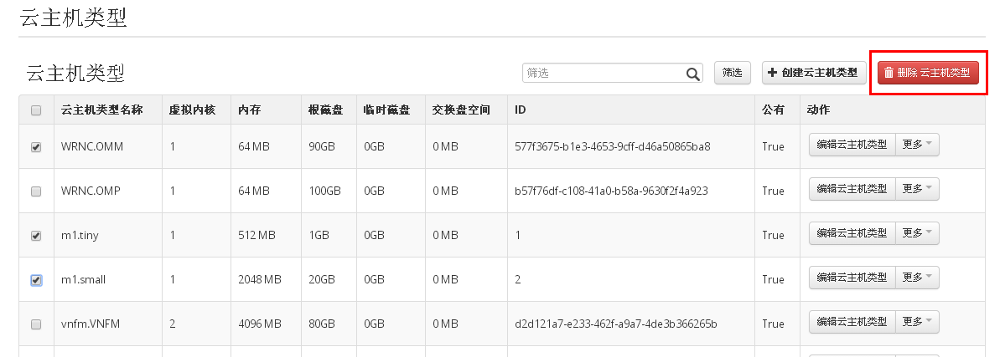 云主机类型
云主机类型 筛选 筛选 创建云主机类型 删除 云主机类型
云主机类型名称 虚拟内核 内存 根磁盘 临时磁盘 交换盘空间 ID 公有 动作
WRNC.OMM 1 64 MB 90GB 0GB 0 MB 577f3675-b1e3-4653-9cff-d46a50865ba8 True 编辑云主机类型 更多
WRNC.OMP 1 64 MB 100GB 0GB 0 MB b57f76df-c108-41a0-b58a-9630f2f4a923 True 编辑云主机类型 更多
m1.tiny 1 512 MB 1GB 0GB 0 MB 1 True 编辑云主机类型 更多
m1.small 1 2048 MB 20GB 0GB 0 MB 2 True 编辑云主机类型 更多
vnfm.VNFM 2 4096 MB 80GB 0GB 0 MB d2d121a7-e233-462f-a9a7-4de3b366265b True 编辑云主机类型 更多